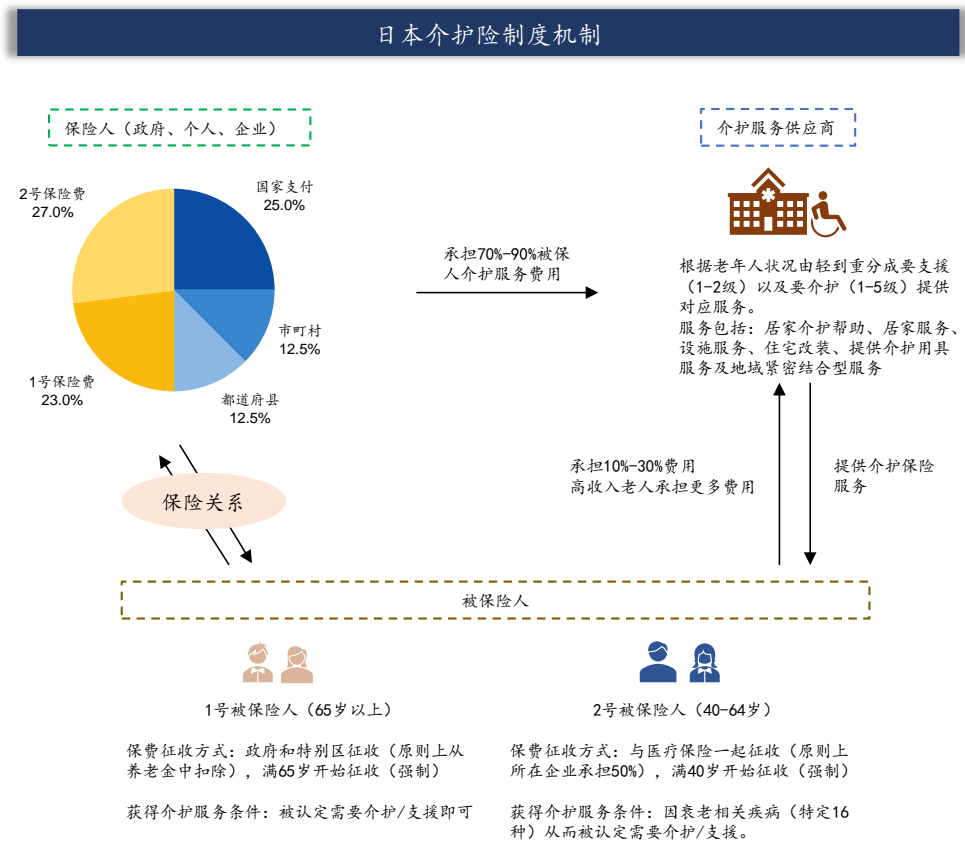 日本介护险制度机制
保险人（政府、个人、企业）
2号保险费
27.0%
国家支付
25.0%
市町村
12.5%
都道府县
12.5%
1号保险费
23.0%
承担70%-90%被保
人介护服务费用
介护服务供应商
根据老年人状况由轻到重分成要支援
（1-2级）以及要介护（1-5级）提供
对应服务。
服务包括：居家介护帮助、居家服务、
设施服务、住宅改装、提供介护用具
服务及地域紧密结合型服务
保险关系
承担10%-30%费用
高收入老人承担更多费用
提供介护保险
服务
被保险人
1号被保险人（65岁以上）
保费征收方式：政府和特别区征收（原则上从
养老金中扣除），满65岁开始征收（强制）
获得介护服务条件：被认定需要介护/支援即可
2号被保险人（40-64岁）
保费征收方式：与医疗保险一起征收（原则上
所在企业承担50%），满40岁开始征收（强制）
获得介护服务条件：因衰老相关疾病（特定16
种）从而被认定需要介护/支援。